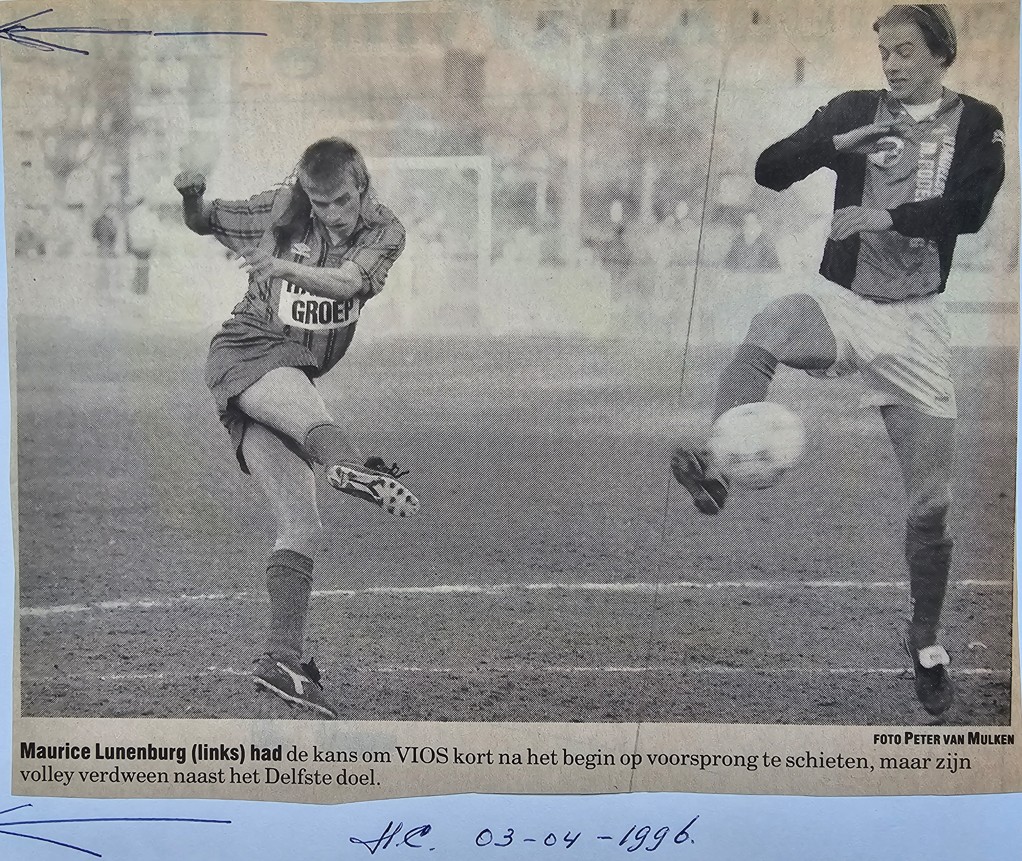 GROEP
FOTO PETER VAN MULKEN
Maurice Lunenburg (links) had de kans om VIOS kort na het begin op voorsprong te schieten, maar zijn
volley verdween naast het Delfste doel.
H.C. 03-04-1996.